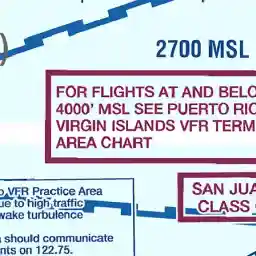 2700 MSL
FOR FLIGHTS AT AND BELO
4000' MSL SEE PUERTO RIC
VIRGIN ISLANDS VFR TERM
AREA CHART
o VFR Practice Area
ue to high traffic
wake turbulence
should communicate
nts on 122.75.
SAN JUA
CLASS